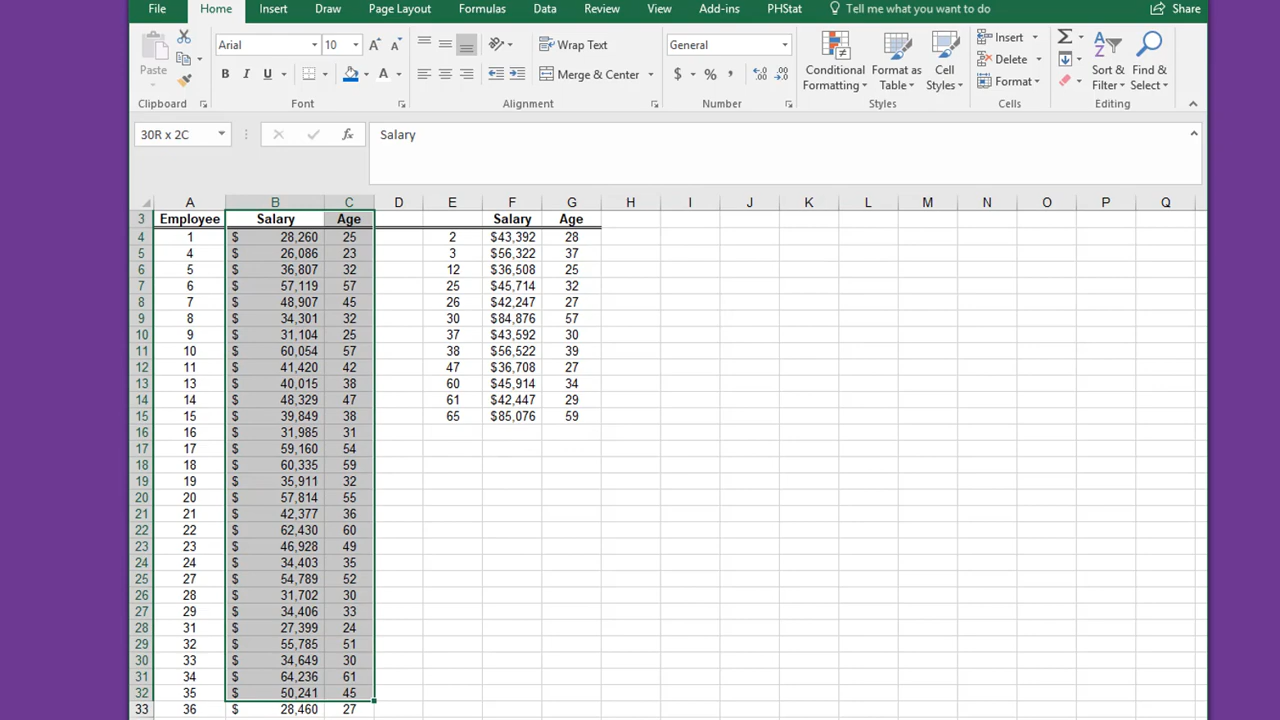 File Home Insert Draw Page Layout Formulas Data Review View Add-ins PHStat Tell me what you want to do Share
Paste Arial 10 A A B I U A Wrap Text Merge & Center General $ % , Conditional Formatting Format as Table Cell Styles Insert Delete Format Σ Sort & Filter Find & Select
Clipboard Font Alignment Number Styles Cells Editing
30R x 2C fx Salary
A B C D E F G H I J K L M N O P Q
3 Employee Salary Age Salary Age
4 1 $ 28,260 25 2 $43,392 28
5 4 $ 26,086 23 3 $56,322 37
6 5 $ 36,807 32 12 $36,508 25
7 6 $ 57,119 57 25 $45,714 32
8 7 $ 48,907 45 26 $42,247 27
9 8 $ 34,301 32 30 $84,876 57
10 9 $ 31,104 25 37 $43,592 30
11 10 $ 60,054 57 38 $56,522 39
12 11 $ 41,420 42 47 $36,708 27
13 13 $ 40,015 38 60 $45,914 34
14 14 $ 48,329 47 61 $42,447 29
15 15 $ 39,849 38 65 $85,076 59
16 16 $ 31,985 31
17 17 $ 59,160 54
18 18 $ 60,335 59
19 19 $ 35,911 32
20 20 $ 57,814 55
21 21 $ 42,377 36
22 22 $ 62,430 60
23 23 $ 46,928 49
24 24 $ 34,403 35
25 27 $ 54,789 52
26 28 $ 31,702 30
27 29 $ 34,406 33
28 31 $ 27,399 24
29 32 $ 55,785 51
30 33 $ 34,649 30
31 34 $ 64,236 61
32 35 $ 50,241 45
33 36 $ 28,460 27